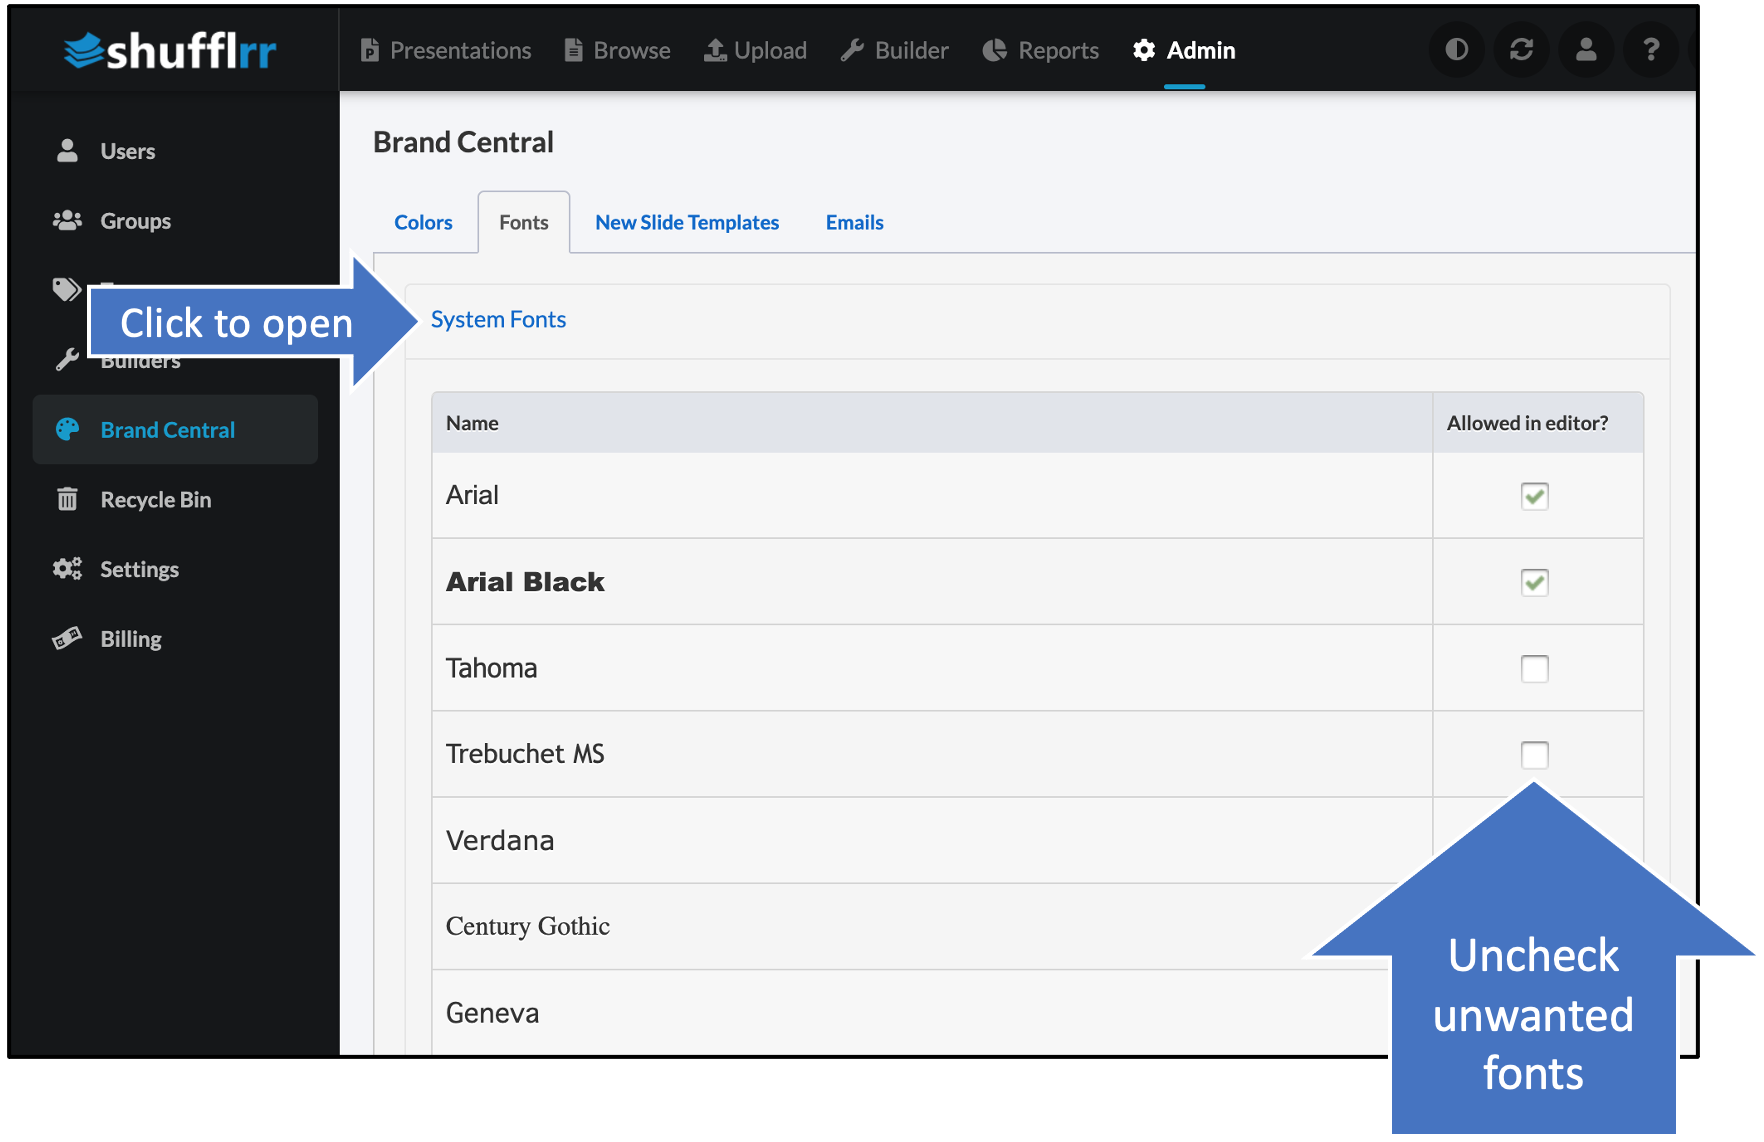 shufflrr
Presentations
Browse
Upload
Builder
Reports
Admin
?
Users
Groups
Builders
Brand Central
Recycle Bin
Settings
Billing
Brand Central
Colors
Fonts
New Slide Templates
Emails
Click to open
System Fonts
Name
Allowed in editor?
Arial
Arial Black
Tahoma
Trebuchet MS
Verdana
Century Gothic
Geneva
Uncheck
unwanted
fonts